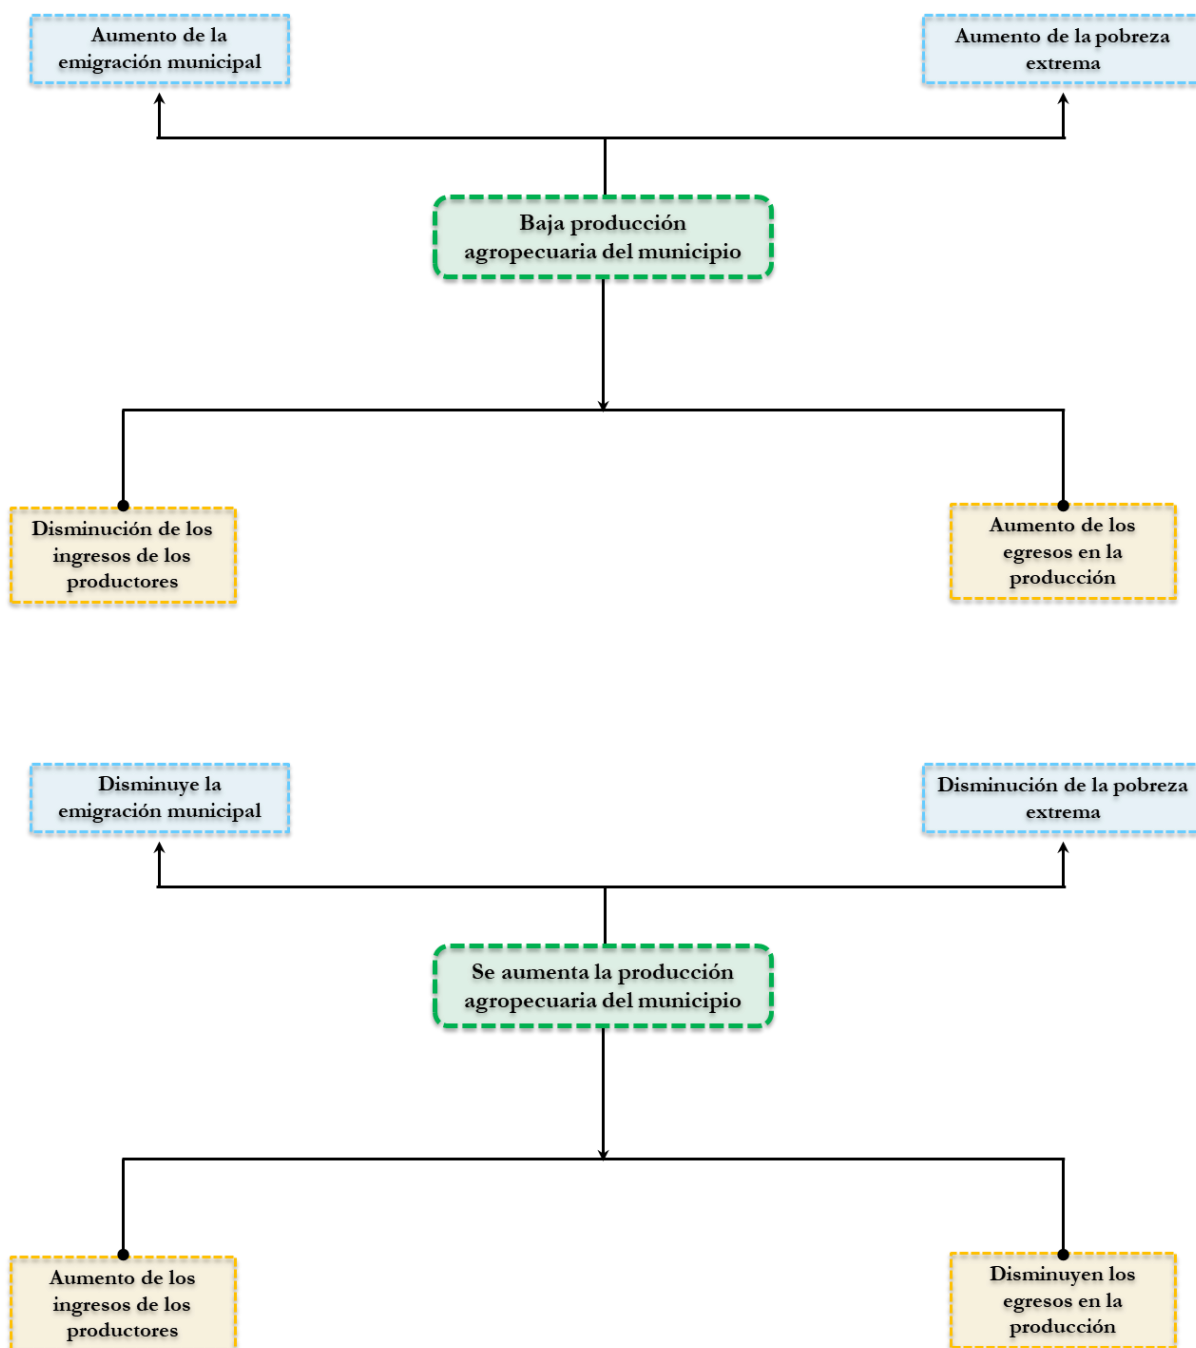 Aumento de la
emigración municipal
Aumento de la pobreza
extrema
Baja producción
agropecuaria del municipio
Disminución de los
ingresos de los
productores
Aumento de los
egresos en la
producción
Disminuye la
emigración municipal
Disminución de la pobreza
extrema
Se aumenta la producción
agropecuaria del municipio
Aumento de los
ingresos de los
productores
Disminuyen los
egresos en la
producción